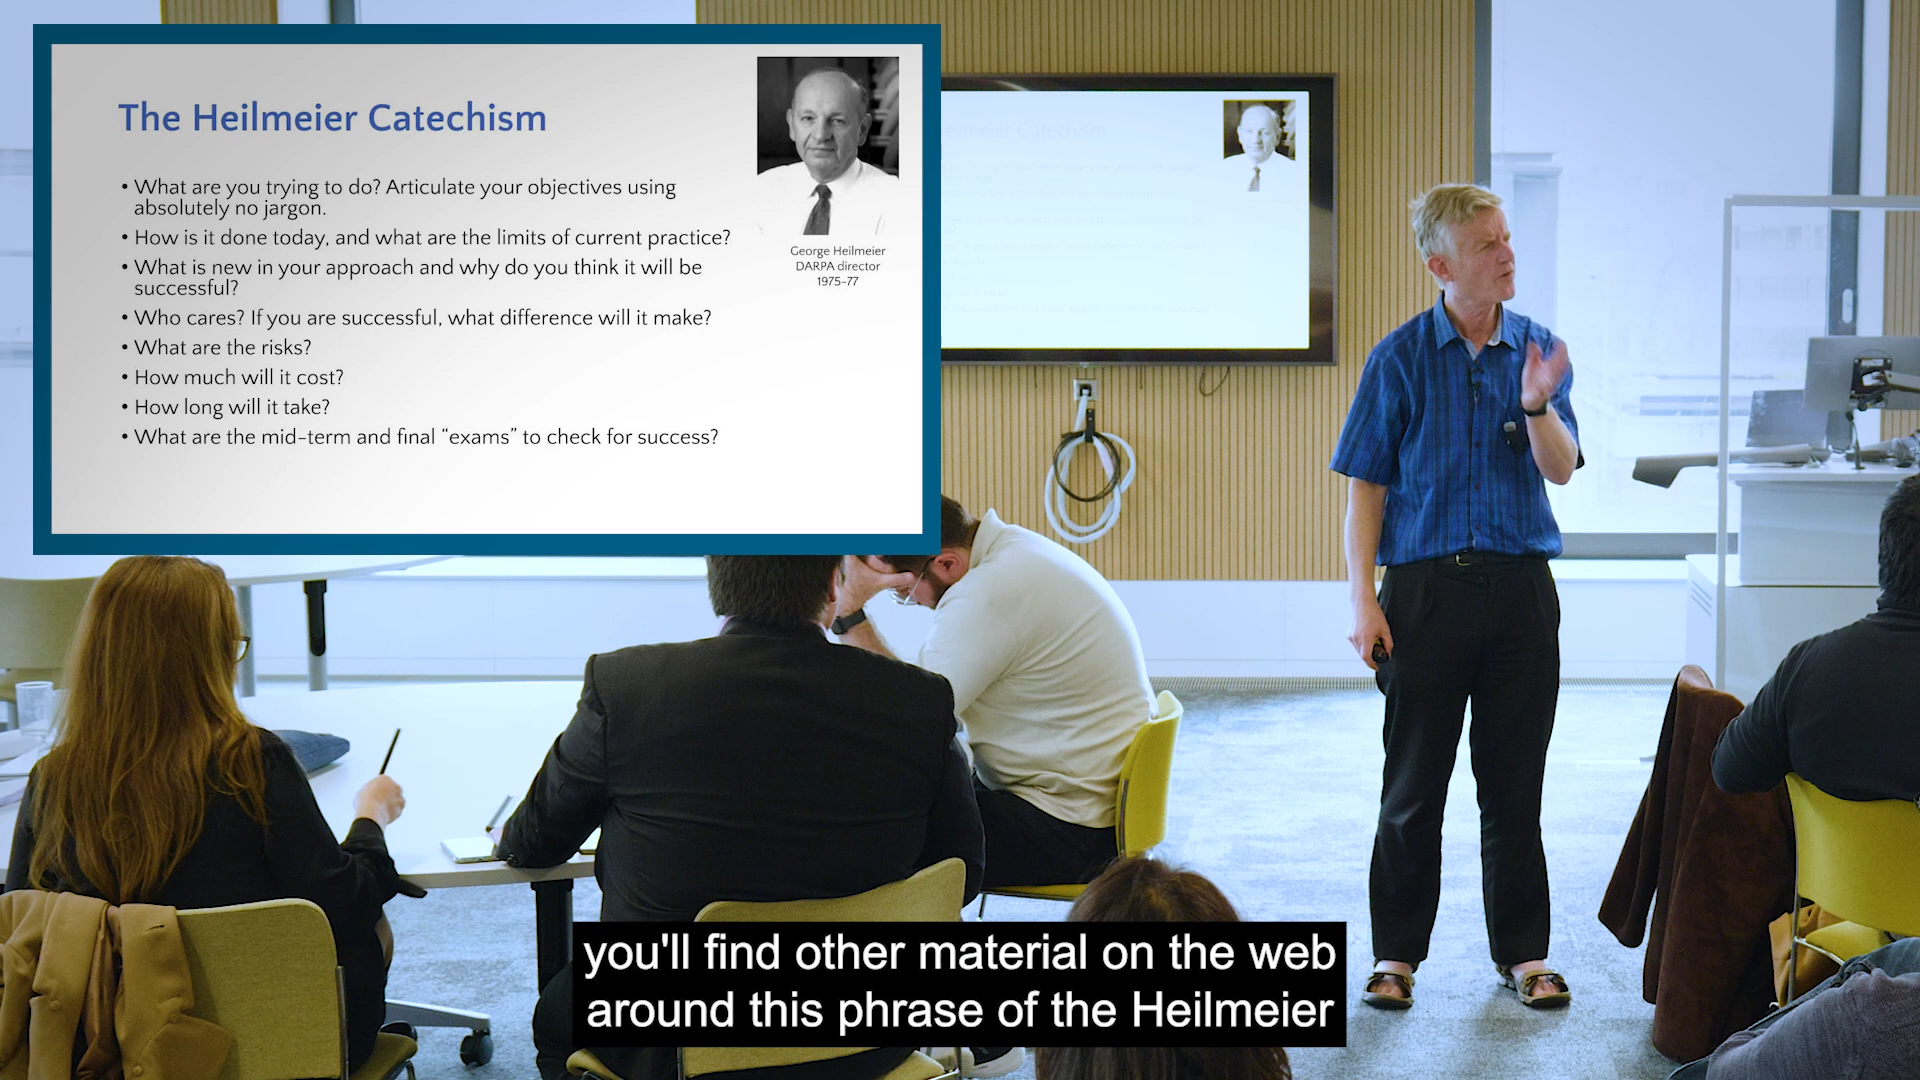 The Heilmeier Catechism
• What are you trying to do? Articulate your objectives using
absolutely no jargon.
• How is it done today, and what are the limits of current practice?
• What is new in your approach and why do you think it will be
successful?
• Who cares? If you are successful, what difference will it make?
• What are the risks?
• How much will it cost?
• How long will it take?
• What are the mid-term and final “exams” to check for success?
George Heilmeier
DARPA director
1975-77
you'll find other material on the web
around this phrase of the Heilmeier